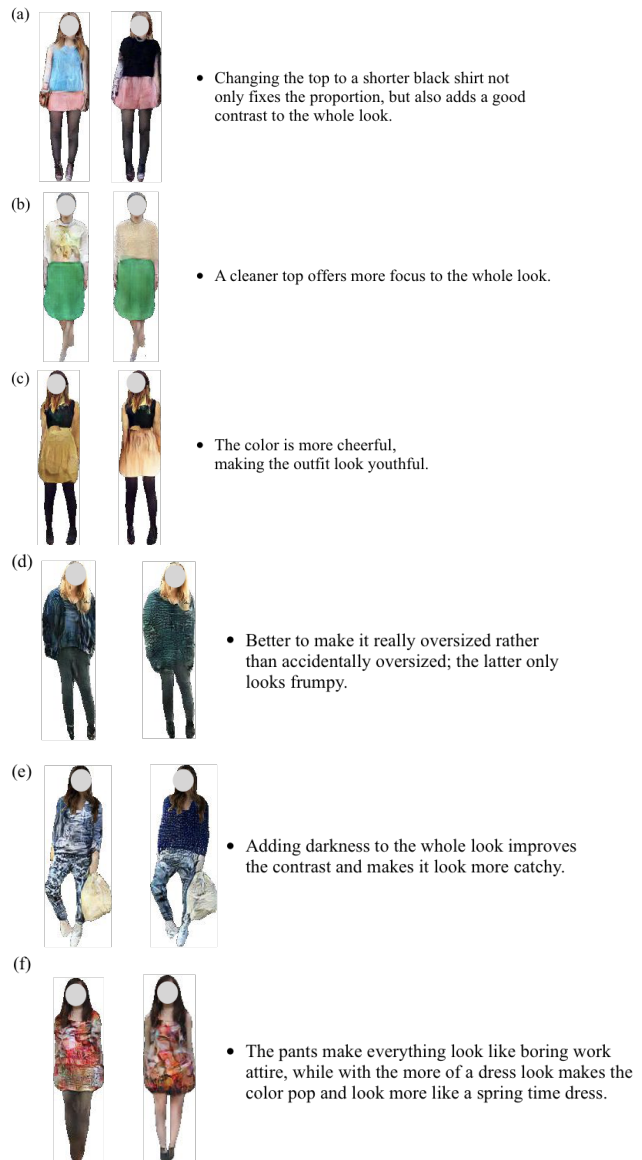 (a)
• Changing the top to a shorter black shirt not
only fixes the proportion, but also adds a good
contrast to the whole look.
(b)
• A cleaner top offers more focus to the whole look.
(c)
• The color is more cheerful,
making the outfit look youthful.
(d)
• Better to make it really oversized rather
than accidentally oversized; the latter only
looks frumpy.
(e)
• Adding darkness to the whole look improves
the contrast and makes it look more catchy.
(f)
• The pants make everything look like boring work
attire, while with the more of a dress look makes the
color pop and look more like a spring time dress.